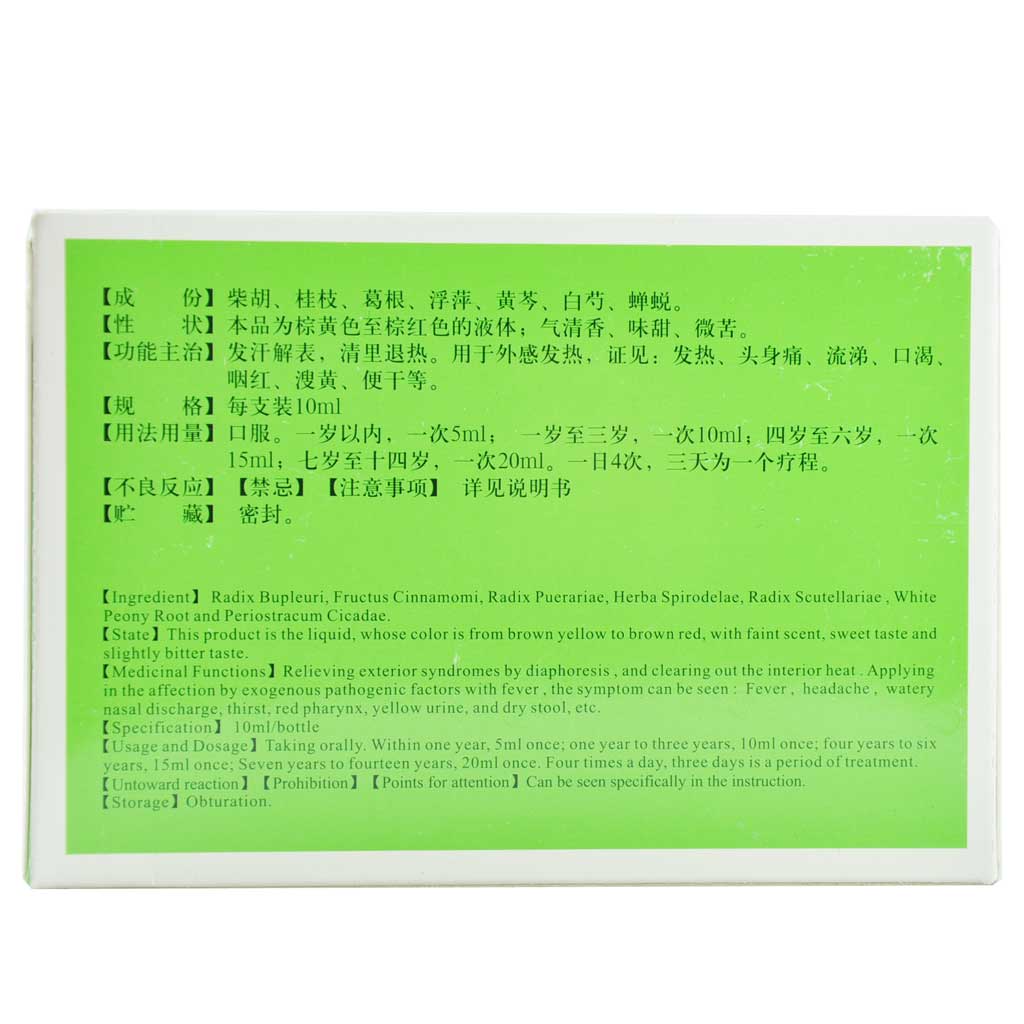 【成　　份】柴胡、桂枝、葛根、浮萍、黄芩、白芍、蝉蜕。
【性　　状】本品为棕黄色至棕红色的液体；气清香、味甜、微苦。
【功能主治】发汗解表，清里退热。用于外感发热，证见：发热、头身痛、流涕、口渴、
咽红、溲黄、便干等。
【规　　格】每支装10ml
【用法用量】口服。一岁以内，一次5ml； 一岁至三岁，一次10ml；四岁至六岁，一次
15ml；七岁至十四岁，一次20ml。一日4次，三天为一个疗程。
【不良反应】【禁忌】【注意事项】 详见说明书
【贮　　藏】 密封。
【Ingredient】 Radix Bupleuri, Fructus Cinnamomi, Radix Puerariae, Herba Spirodelae, Radix Scutellariae , White
Peony Root and Periostracum Cicadae.
【State】This product is the liquid, whose color is from brown yellow to brown red, with faint scent, sweet taste and
slightly bitter taste.
【Medicinal Functions】Relieving exterior syndromes by diaphoresis , and clearing out the interior heat . Applying
in the affection by exogenous pathogenic factors with fever , the symptom can be seen : Fever , headache , watery
nasal discharge, thirst, red pharynx, yellow urine, and dry stool, etc.
【Specification】 10ml/bottle
【Usage and Dosage】Taking orally. Within one year, 5ml once; one year to three years, 10ml once; four years to six
years, 15ml once; Seven years to fourteen years, 20ml once. Four times a day, three days is a period of treatment.
【Untoward reaction】【Prohibition】【Points for attention】Can be seen specifically in the instruction.
【Storage】Obturation.